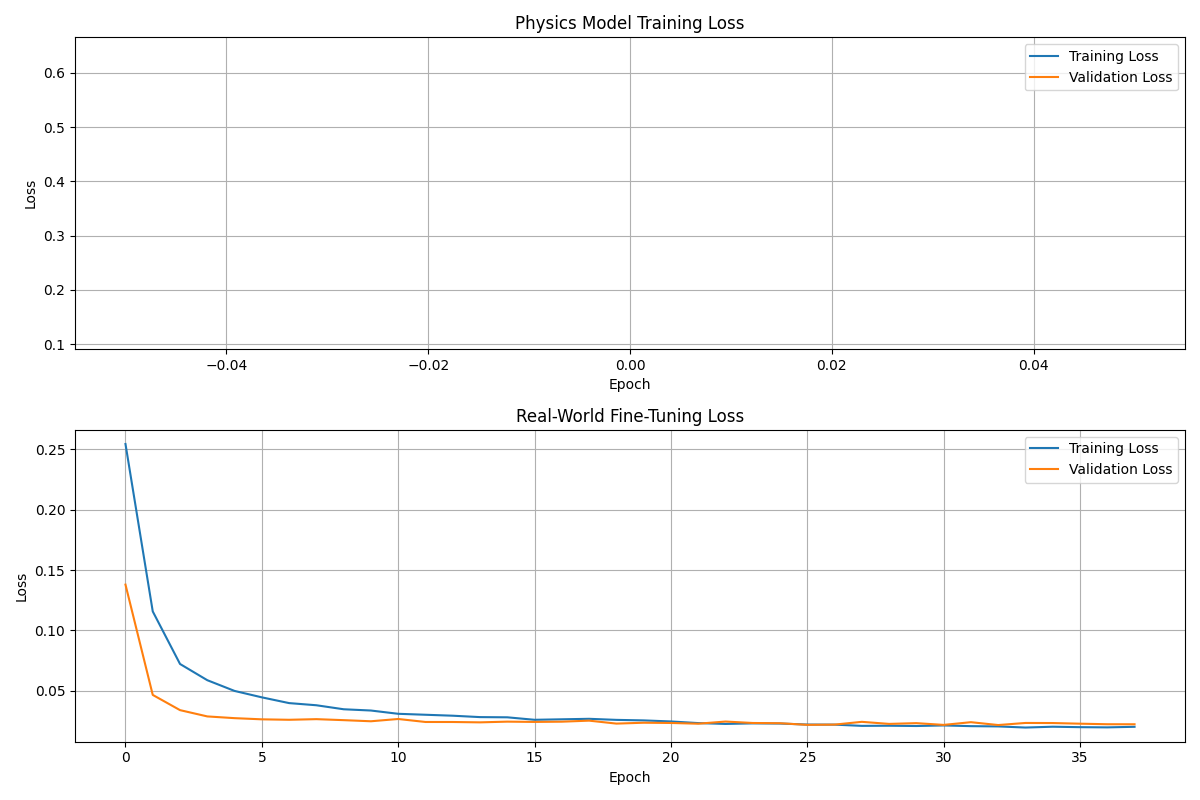 Physics Model Training Loss
Training Loss
Validation Loss
0.6
0.5
0.4
0.3
0.2
0.1
Loss
−0.04 −0.02 0.00 0.02 0.04
Epoch
Real-World Fine-Tuning Loss
Training Loss
Validation Loss
0.25
0.20
0.15
0.10
0.05
Loss
0 5 10 15 20 25 30 35
Epoch